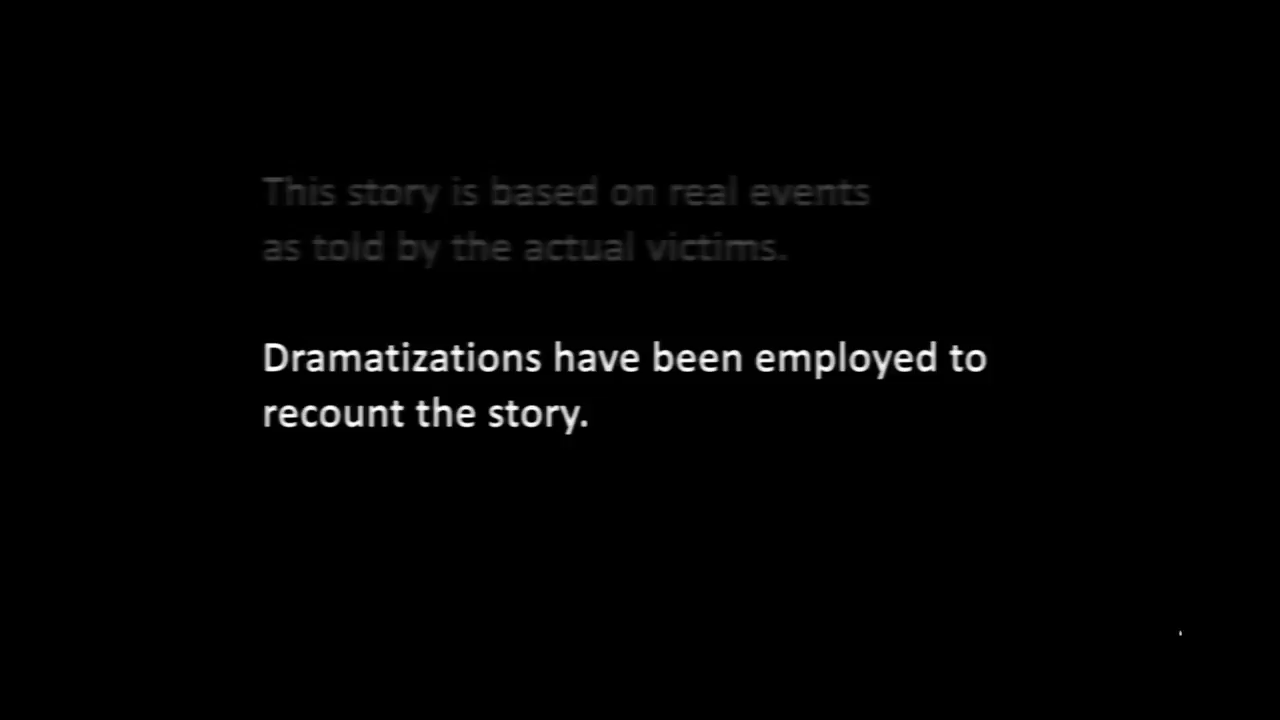 This story is based on real events
as told by the actual victims.
Dramatizations have been employed to
recount the story.